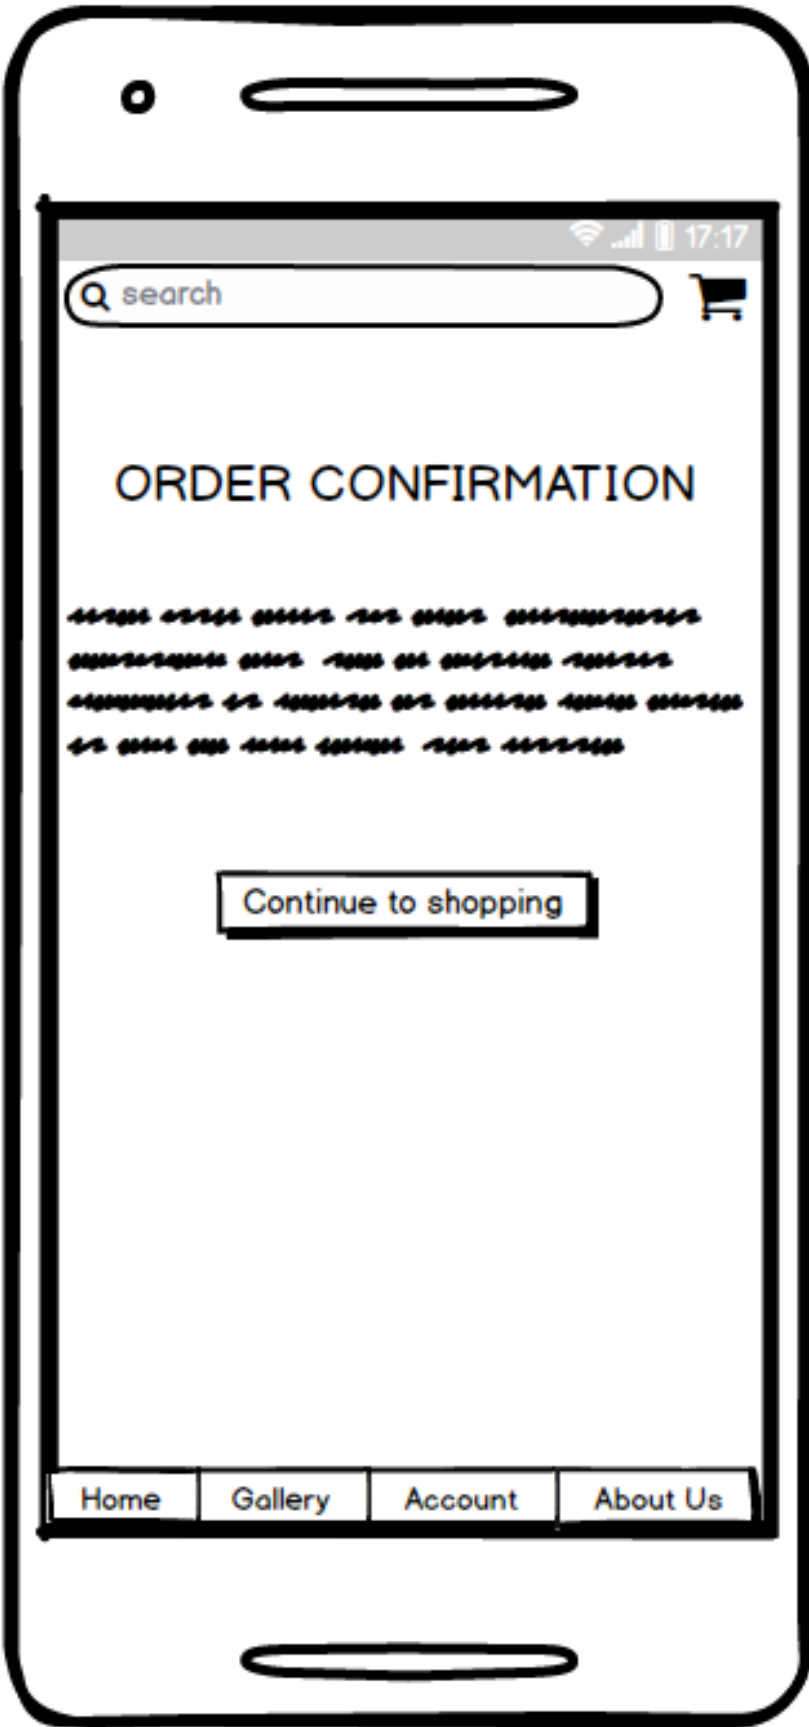 17:17
search
ORDER CONFIRMATION
Continue to shopping
Home Gallery Account About Us